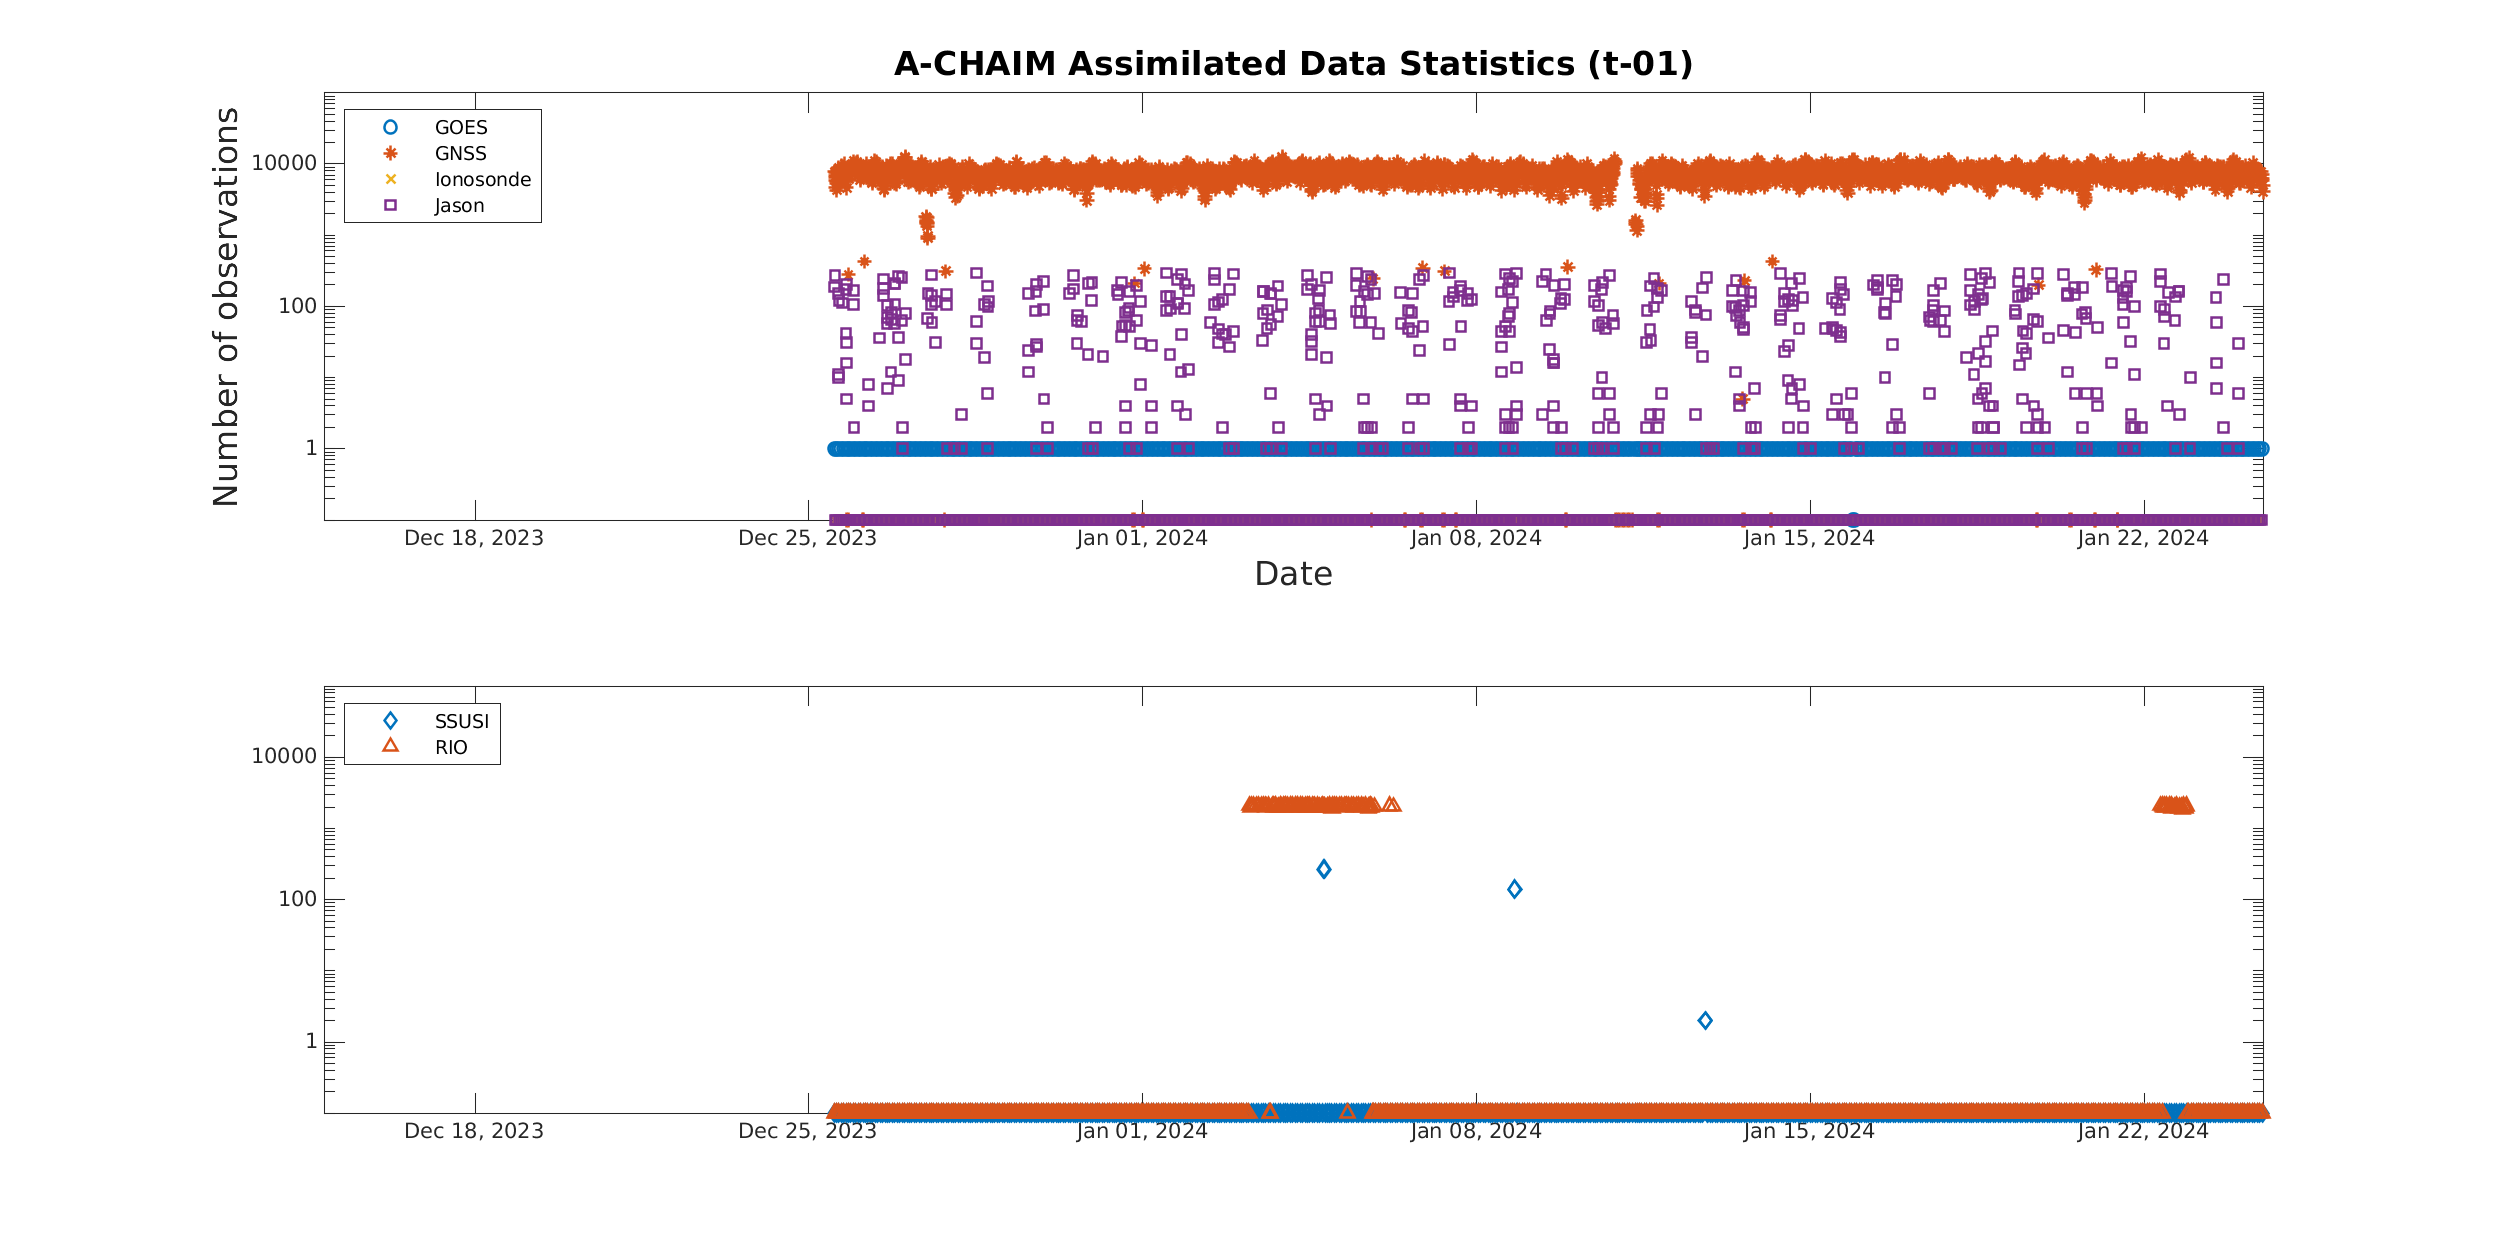 A-CHAIM Assimilated Data Statistics (t-01)
Number of observations
10000
100
1
GOES
GNSS
Ionosonde
Jason
Dec 18, 2023 Dec 25, 2023 Jan 01, 2024 Jan 08, 2024 Jan 15, 2024 Jan 22, 2024
Date
10000
100
1
SSUSI
RIO
Dec 18, 2023 Dec 25, 2023 Jan 01, 2024 Jan 08, 2024 Jan 15, 2024 Jan 22, 2024